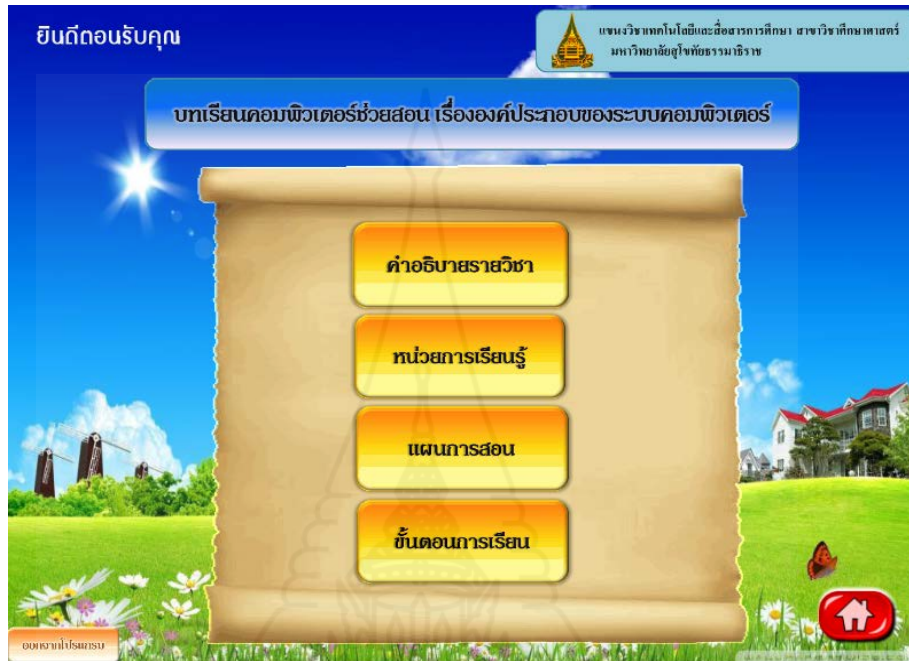 ยินดีตอนรับคุณ
แขนงวิชาเทคโนโลยีและสื่อสารการศึกษา สาขาวิชาศึกษาศาสตร์
มหาวิทยาลัยสุโขทัยธรรมาธิราช
บทเรียนคอมพิวเตอร์ช่วยสอน เรื่ององค์ประกอบของระบบคอมพิวเตอร์
คำอธิบายรายวิชา
หน่วยการเรียนรู้
แผนการสอน
ขั้นตอนการเรียน
ออกจากโปรแกรม